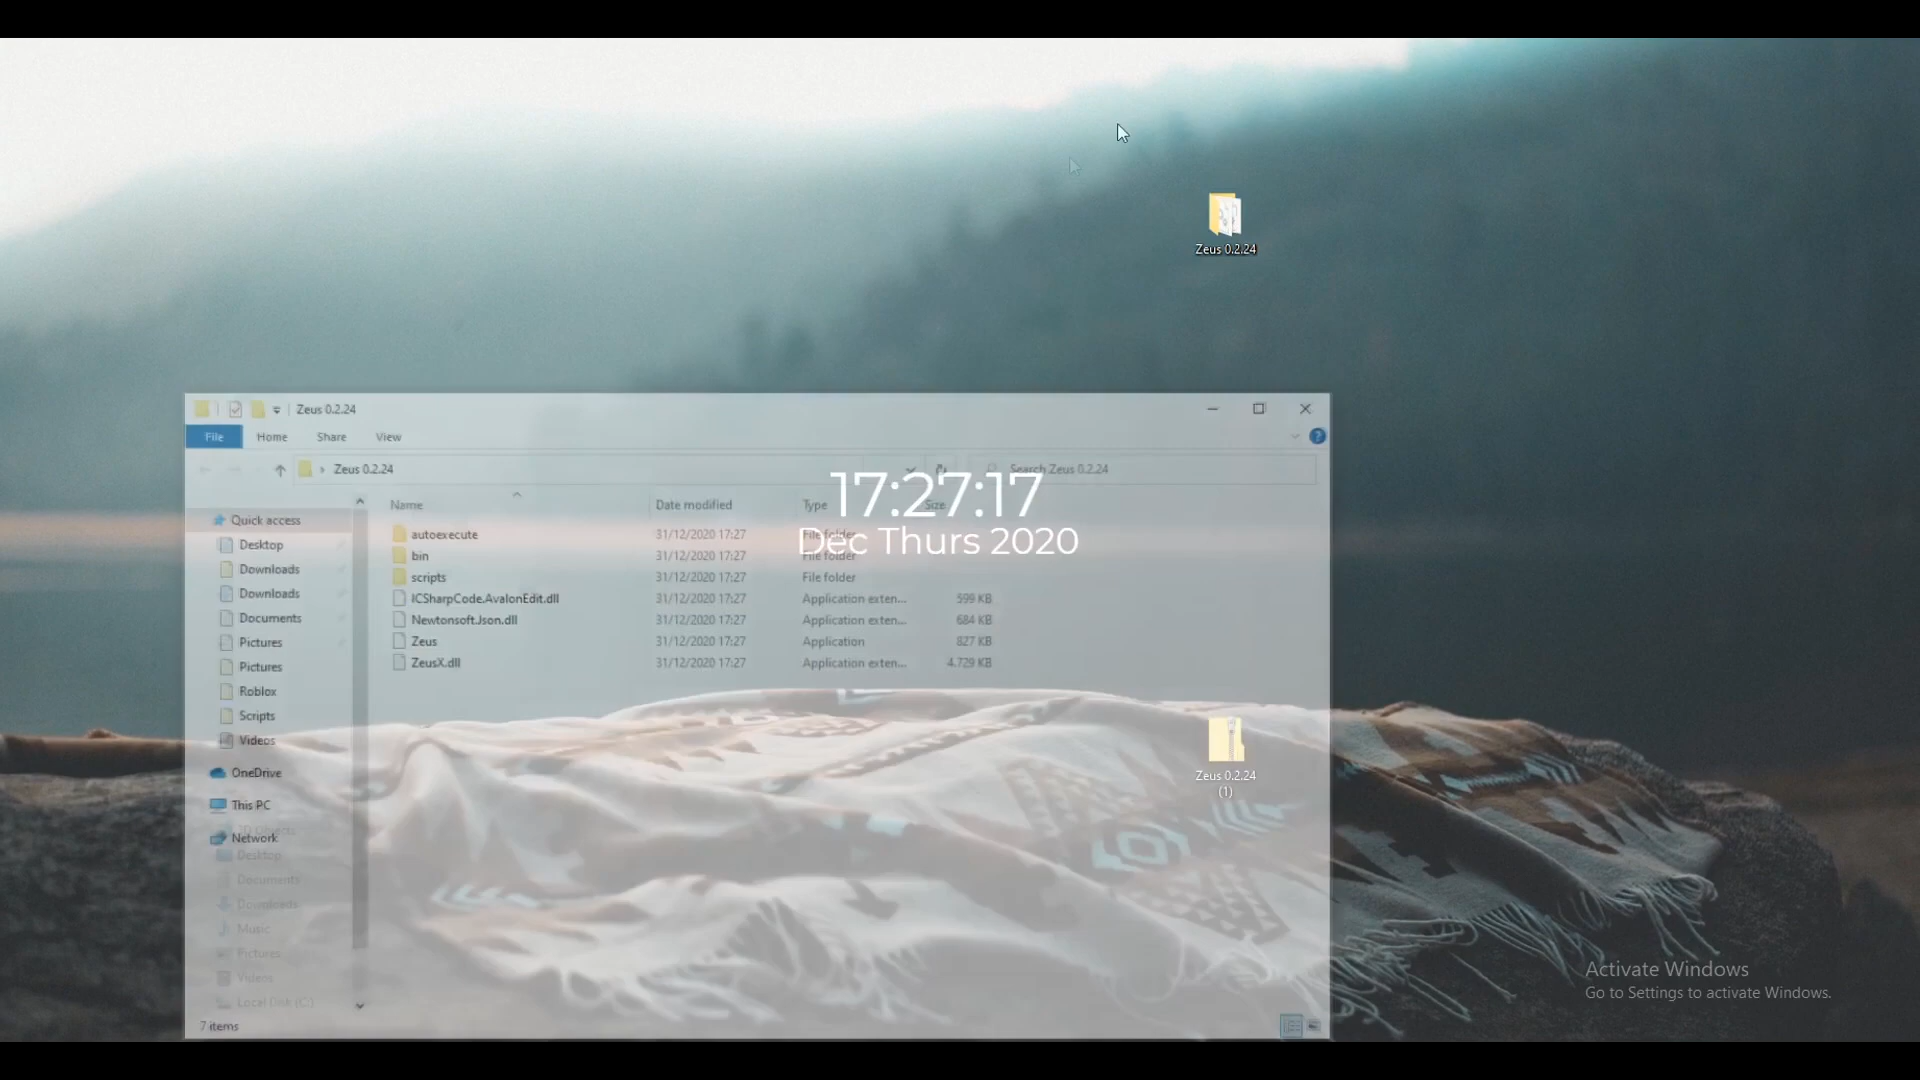 Zeus 0.2.24
Zeus 0.2.24
File Home Share View
Zeus 0.2.24
Search Zeus 0.2.24
17:27:17
Dec Thurs 2020
Name Date modified Type Size
autoexecute 31/12/2020 17:27 File folder
bin 31/12/2020 17:27 File folder
scripts 31/12/2020 17:27 File folder
ICSharpCode.AvalonEdit.dll 31/12/2020 17:27 Application exten... 599 KB
Newtonsoft.Json.dll 31/12/2020 17:27 Application exten... 684 KB
Zeus 31/12/2020 17:27 Application 827 KB
ZeusX.dll 31/12/2020 17:27 Application exten... 4.729 KB
Quick access
Desktop
Downloads
Downloads
Documents
Pictures
Pictures
Roblox
Scripts
Videos
OneDrive
This PC
3D Objects
Network
Desktop
Documents
Downloads
Music
Pictures
Videos
Local Disk (C:)
7 items
Zeus 0.2.24
(1)
Activate Windows
Go to Settings to activate Windows.